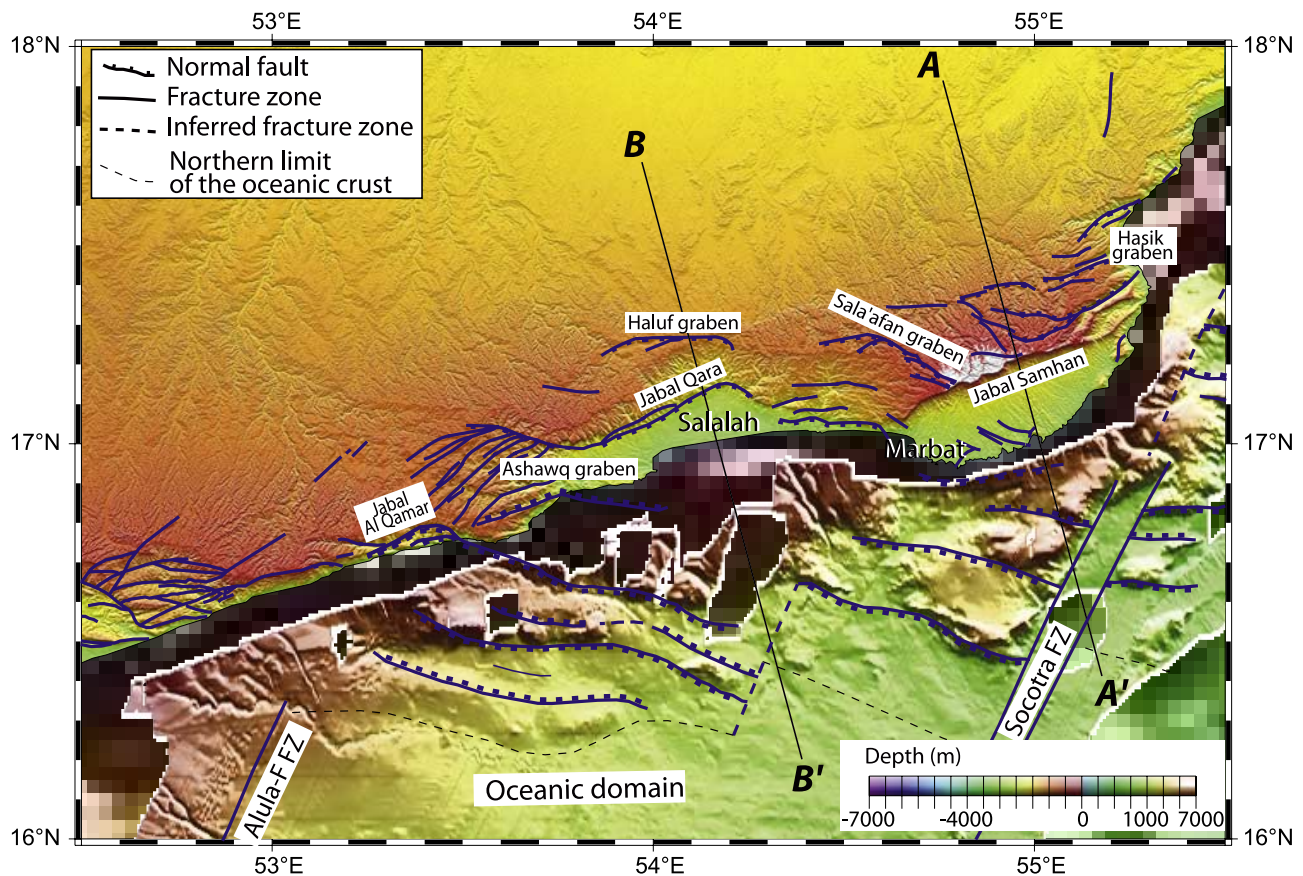 53°E
54°E
55°E
18°N
18°N
Normal fault
Fracture zone
Inferred fracture zone
Northern limit
of the oceanic crust
A
B
Hasik
graben
Haluf graben
Sala'afan graben
Jabal Qara
Jabal Samhan
Salalah
17°N
17°N
Marbat
Ashawq graben
Jabal
Al Qamar
Socotra FZ
A'
Alula-F FZ
B'
Oceanic domain
Depth (m)
-7000
-4000
0
1000
7000
16°N
16°N
53°E
54°E
55°E